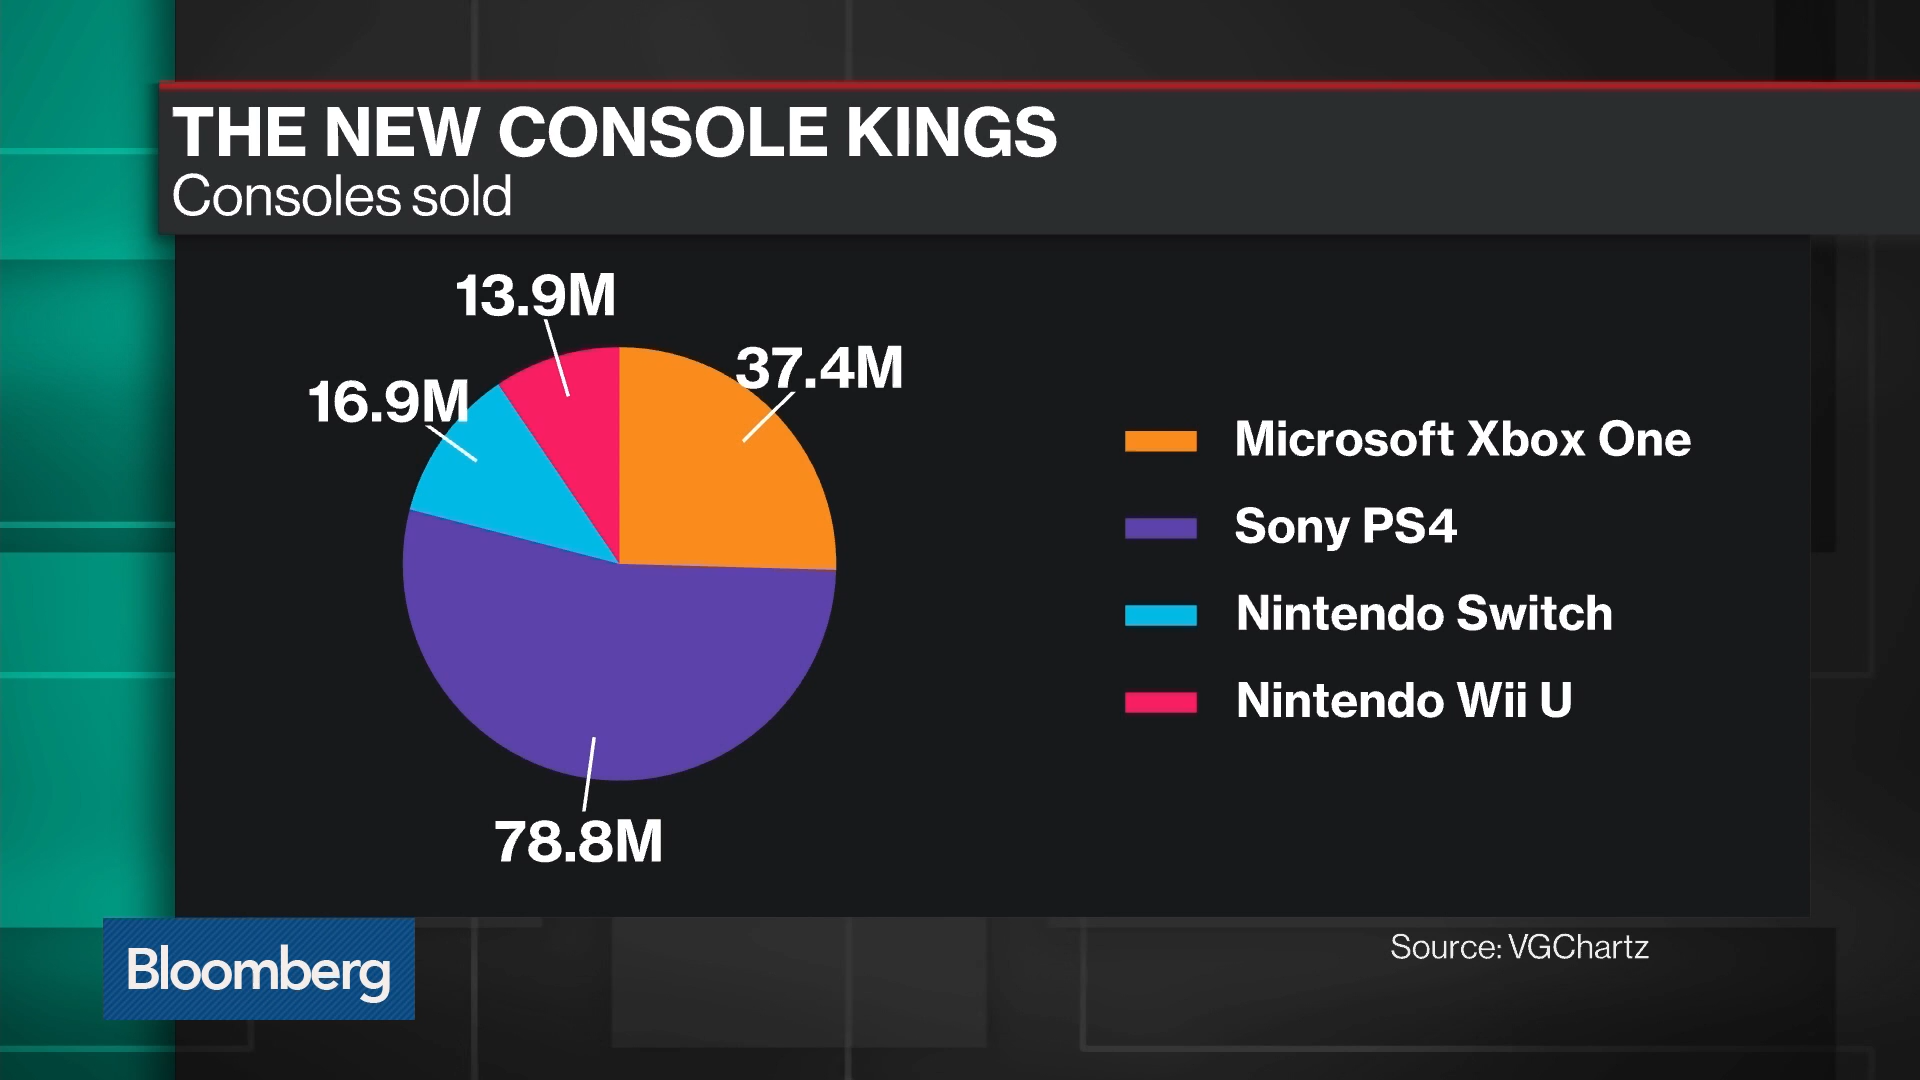 THE NEW CONSOLE KINGS
Consoles sold
13.9M
37.4M
16.9M
78.8M
Microsoft Xbox One
Sony PS4
Nintendo Switch
Nintendo Wii U
Source: VGChartz
Bloomberg